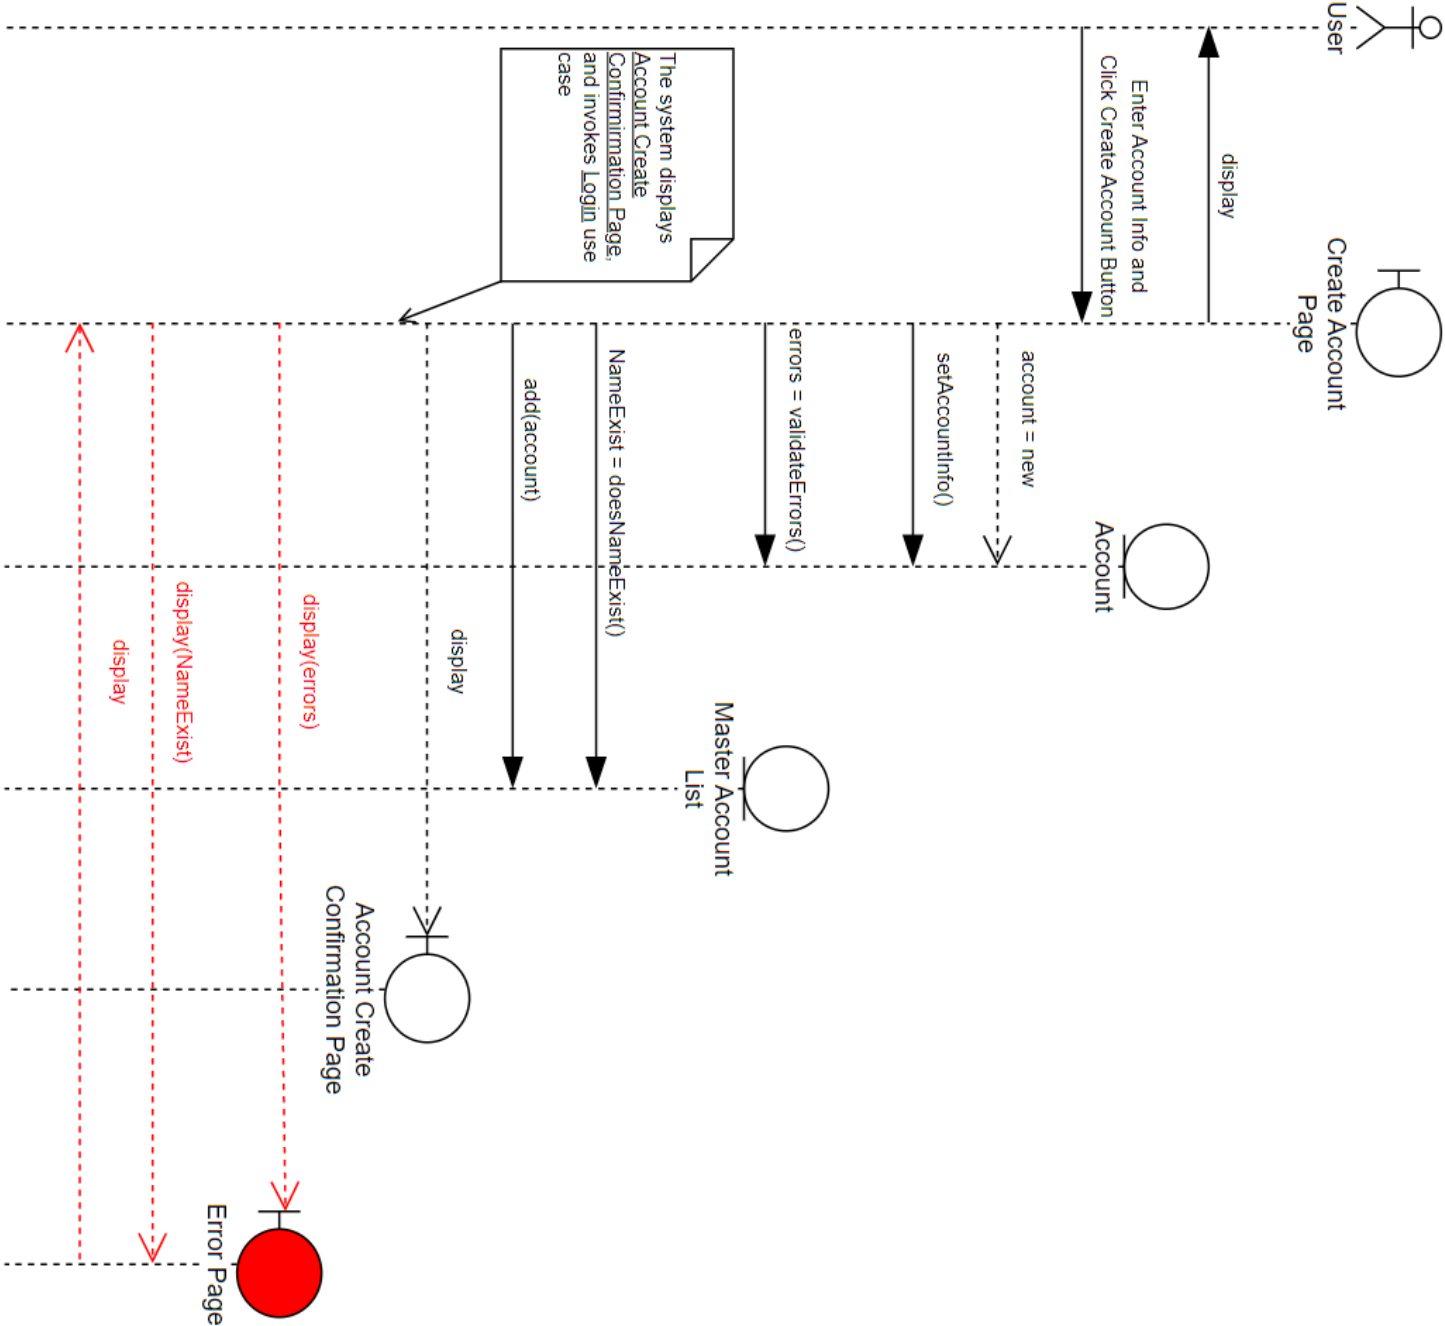 User
Create Account
Page
display
Enter Account Info and
Click Create Account Button
Account
account = new
setAccountInfo()
errors = validateErrors()
Master Account
List
NameExist = doesNameExist()
add(account)
The system displays
Account Create
Confirmirmation Page,
and invokes Login use
case
display
Account Create
Confirmation Page
display(errors)
Error Page
display(NameExist)
display